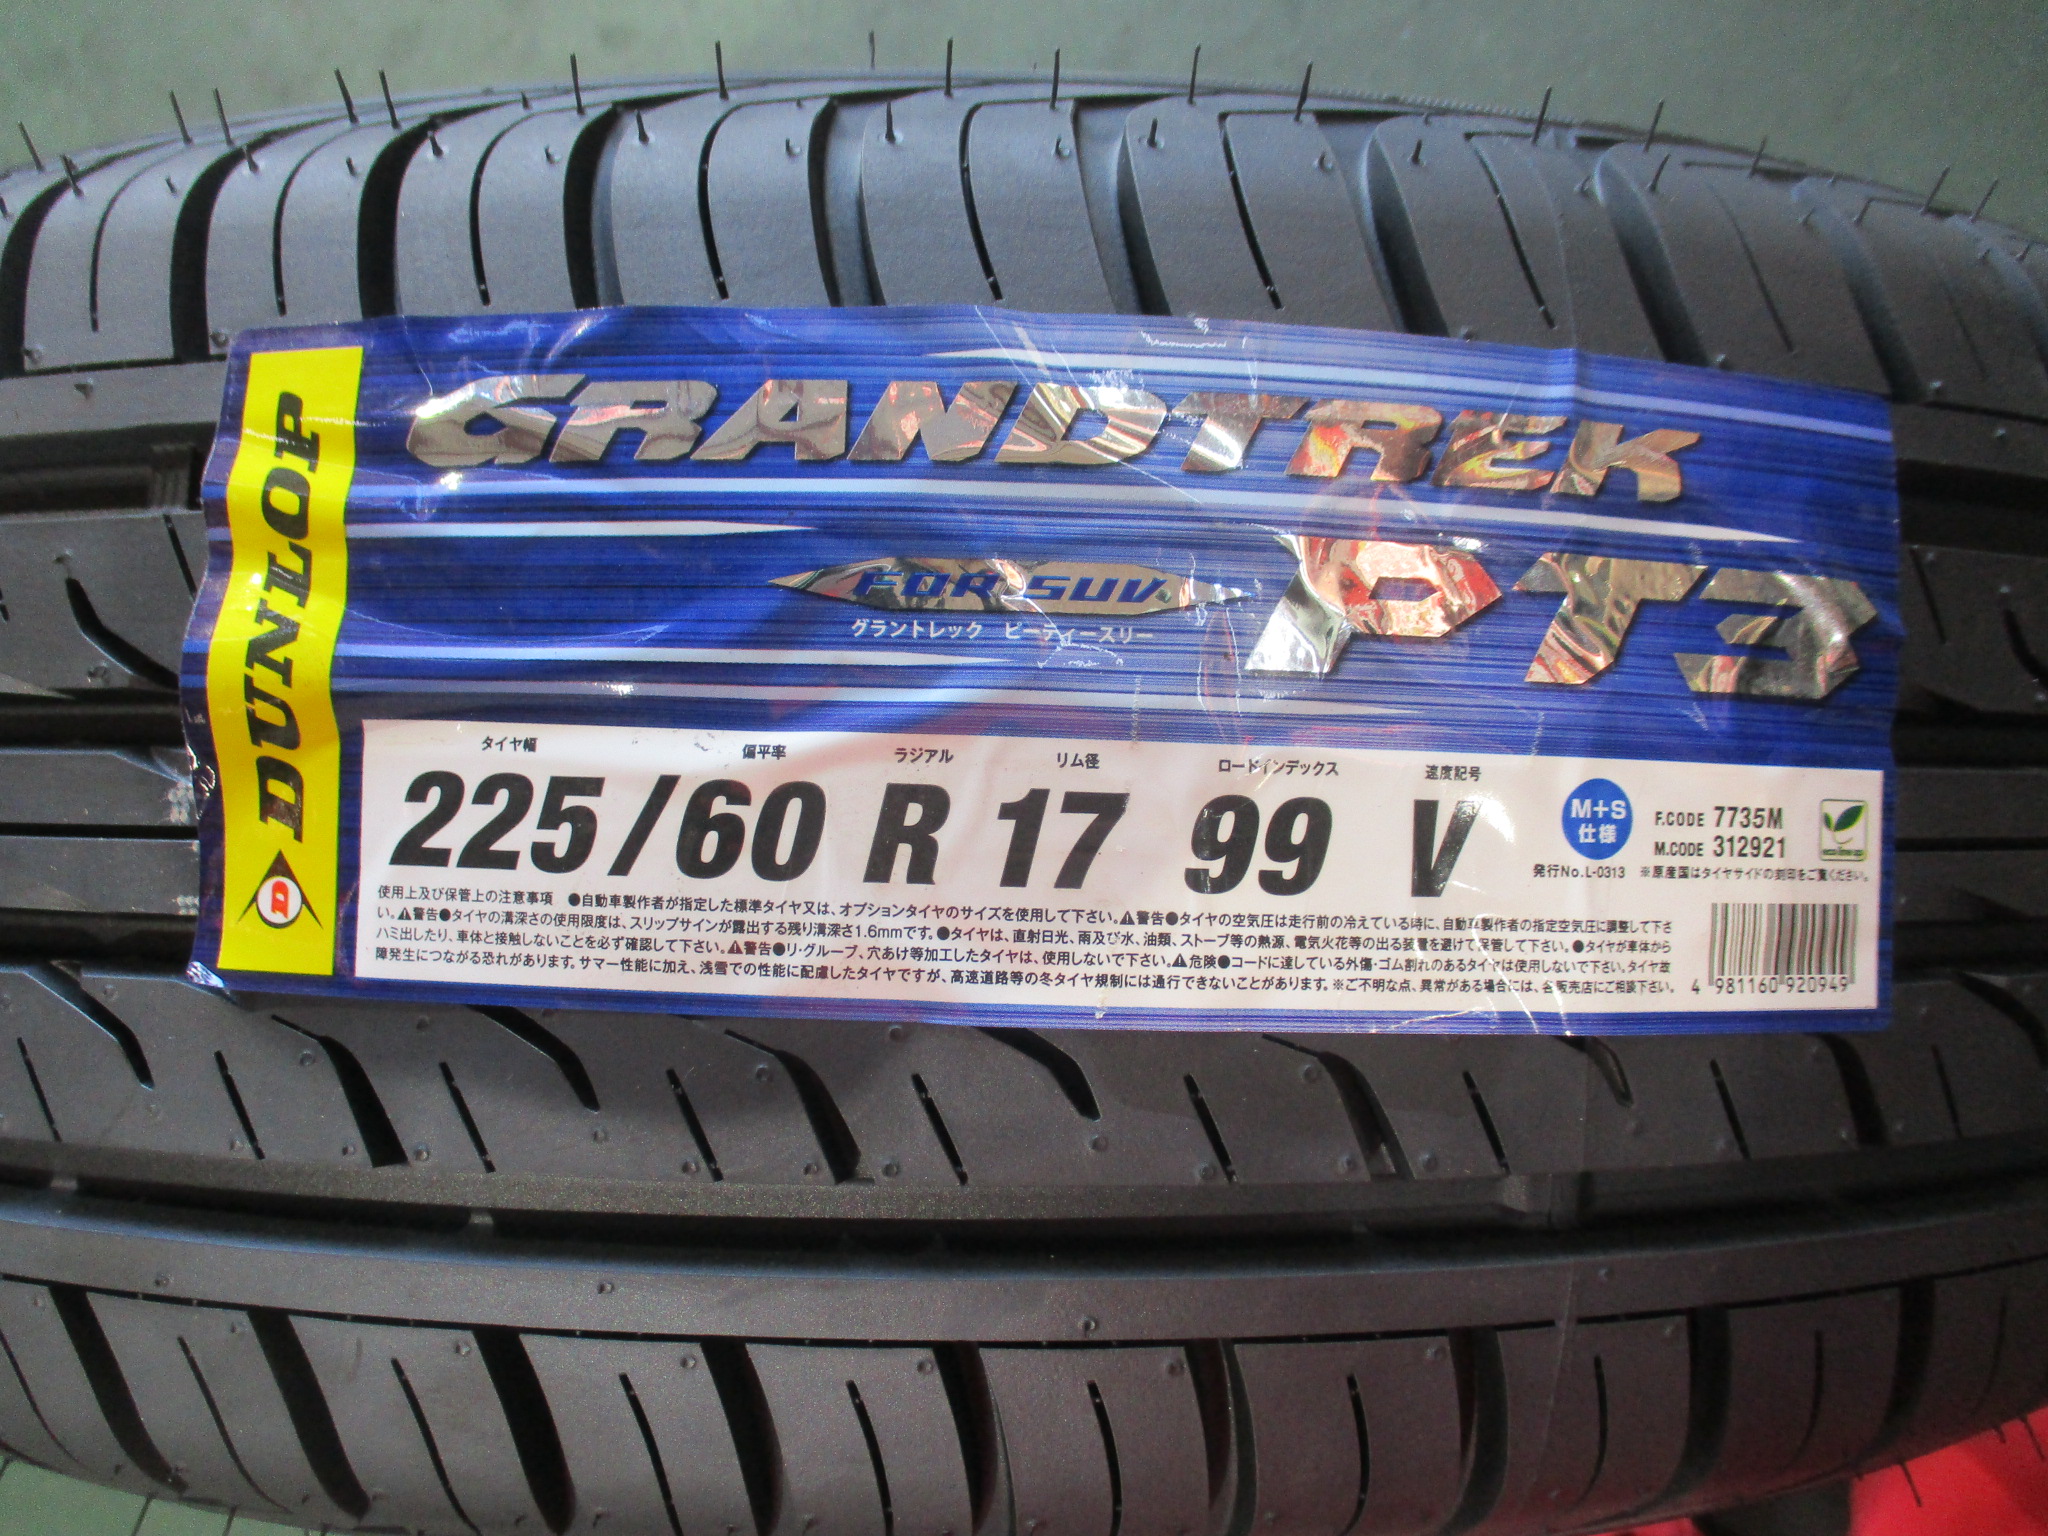 DUNLOP
GRANDTREK
FOR SUV
PT3
グラントレック ピーティースリー
タイヤ幅 偏平率 ラジアル リム径 ロードインデックス 速度記号
225/60 R 17 99 V
M+S
仕様
F.CODE 7735M
M.CODE 312921
発行No.L-0313 ※原産国はタイヤサイドの刻印をご覧ください。
使用上及び保管上の注意事項 ●自動車製作者が指定した標準タイヤ又は、オプションタイヤのサイズを使用して下さい。⚠警告●タイヤの空気圧は走行前の冷えている時に、自動車製作者の指定空気圧に調整して下さ
い。⚠警告●タイヤの溝深さの使用限度は、スリップサインが露出する残り溝深さ1.6mmです。●タイヤは、直射日光、雨及び水、油類、ストーブ等の熱源、電気火花等の出る装置を避けて保管して下さい。●タイヤが車体から
ハミ出したり、車体と接触しないことを必ず確認して下さい。⚠警告●リ・グルーブ、穴あけ等加工したタイヤは、使用しないで下さい。⚠危険●コードに達している外傷・ゴム割れのあるタイヤは使用しないで下さい。タイヤ故
障発生につながる恐れがあります。サマー性能に加え、浅雪での性能に配慮したタイヤですが、高速道路等の冬タイヤ規制には通行できないことがあります。※ご不明な点、異常がある場合には、各販売店にご相談下さい。
4 981160 920949